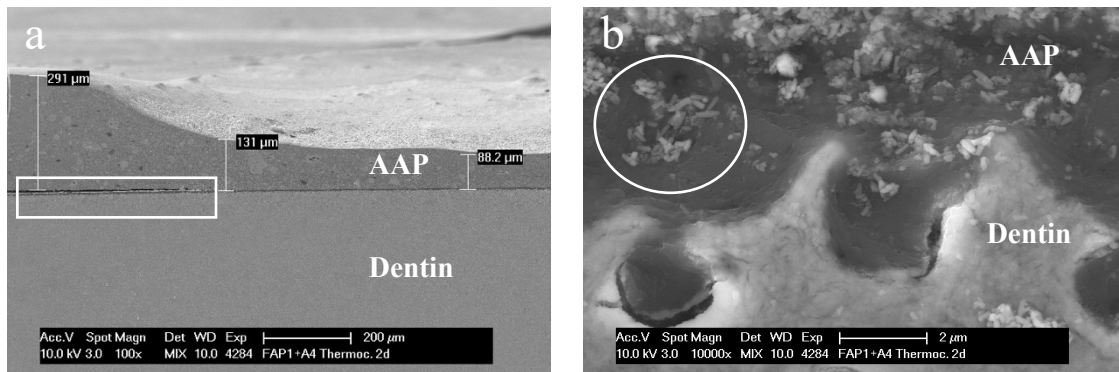 a
291 µm
131 µm
AAP
88.2 µm
Dentin
Acc.V Spot Magn Det WD Exp 200 µm
10.0 kV 3.0 100x MIX 10.0 4284 FAP1+A4 Thermoc. 2d
b
AAP
Dentin
Acc.V Spot Magn Det WD Exp 2 µm
10.0 kV 3.0 10000x MIX 10.0 4284 FAP1+A4 Thermoc. 2d